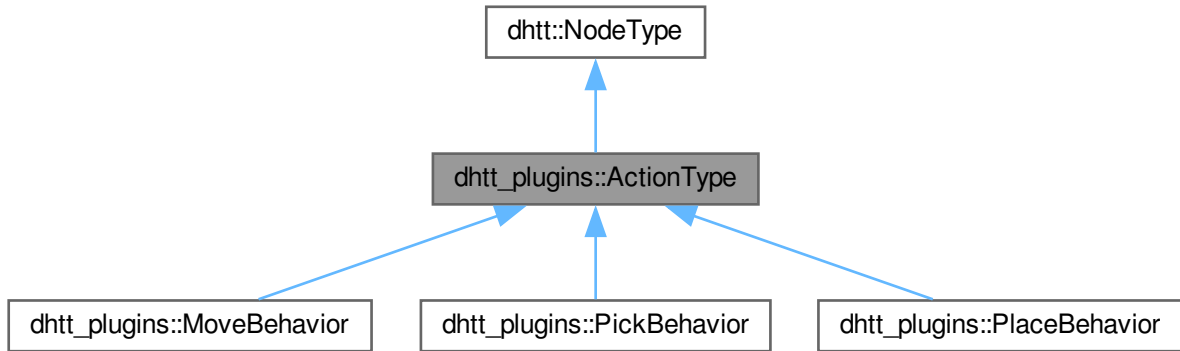 dhtt::NodeType
dhtt_plugins::ActionType
dhtt_plugins::MoveBehavior
dhtt_plugins::PickBehavior
dhtt_plugins::PlaceBehavior